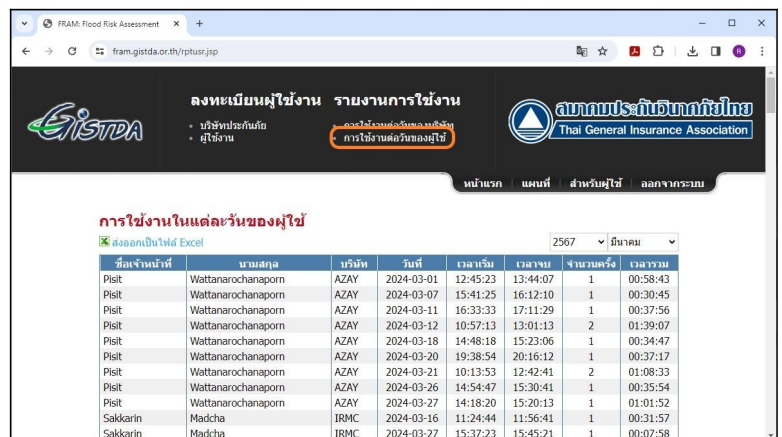 FRAM: Flood Risk Assessment
fram.gistda.or.th/rptusr.jsp
R
GISTDA
ลงทะเบียนผู้ใช้งาน รายงานการใช้งาน
บริษัทประกันภัย การใช้งานต่อวันของบริษัท
ผู้ใช้งาน การใช้งานต่อวันของผู้ใช้
สมาคมประกันวินาศภัยไทย
Thai General Insurance Association
หน้าแรก แผนที่ สำหรับผู้ใช้ ออกจากระบบ
การใช้งานในแต่ละวันของผู้ใช้
ส่งออกเป็นไฟล์ Excel 2567 มีนาคม
ชื่อเจ้าหน้าที่ นามสกุล บริษัท วันที่ เวลาเริ่ม เวลาจบ จำนวนครั้ง เวลารวม
Pisit Wattanarochanaporn AZAY 2024-03-01 12:45:23 13:44:07 1 00:58:43
Pisit Wattanarochanaporn AZAY 2024-03-07 15:41:25 16:12:10 1 00:30:45
Pisit Wattanarochanaporn AZAY 2024-03-11 16:33:33 17:11:29 1 00:37:56
Pisit Wattanarochanaporn AZAY 2024-03-12 10:57:13 13:01:13 2 01:39:07
Pisit Wattanarochanaporn AZAY 2024-03-18 14:48:18 15:23:06 1 00:34:47
Pisit Wattanarochanaporn AZAY 2024-03-20 19:38:54 20:16:12 1 00:37:17
Pisit Wattanarochanaporn AZAY 2024-03-21 10:13:53 12:42:41 2 01:08:33
Pisit Wattanarochanaporn AZAY 2024-03-26 14:54:47 15:30:41 1 00:35:54
Pisit Wattanarochanaporn AZAY 2024-03-27 14:18:20 15:20:13 1 01:01:52
Sakkarin Madcha IRMC 2024-03-16 11:24:44 11:56:41 1 00:31:57
Sakkarin Madcha IRMC 2024-03-27 15:37:23 15:45:21 1 00:07:58